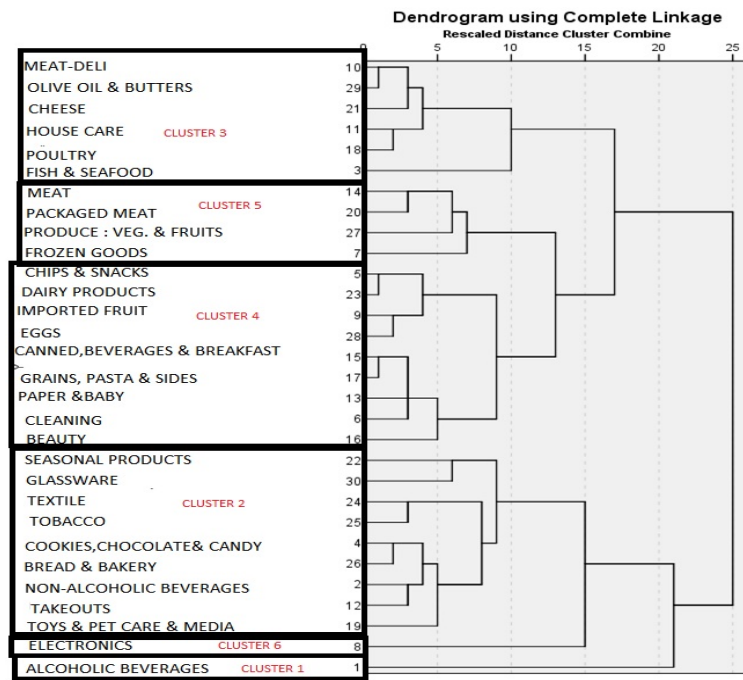 Dendrogram using Complete Linkage
Rescaled Distance Cluster Combine
0 5 10 15 20 25
MEAT-DELI 10
OLIVE OIL & BUTTERS 29
CHEESE 21
HOUSE CARE CLUSTER 3 11
POULTRY 18
FISH & SEAFOOD 3
MEAT 14
CLUSTER 5
PACKAGED MEAT 20
PRODUCE : VEG. & FRUITS 27
FROZEN GOODS 7
CHIPS & SNACKS 5
DAIRY PRODUCTS 23
IMPORTED FRUIT CLUSTER 4 9
EGGS 28
CANNED,BEVERAGES & BREAKFAST 15
GRAINS, PASTA & SIDES 17
PAPER &BABY 13
CLEANING 6
BEAUTY 16
SEASONAL PRODUCTS 22
GLASSWARE 30
TEXTILE CLUSTER 2 24
TOBACCO 25
COOKIES,CHOCOLATE& CANDY 4
BREAD & BAKERY 26
NON-ALCOHOLIC BEVERAGES 2
TAKEOUTS 12
TOYS & PET CARE & MEDIA 19
ELECTRONICS CLUSTER 6 8
ALCOHOLIC BEVERAGES CLUSTER 1 1